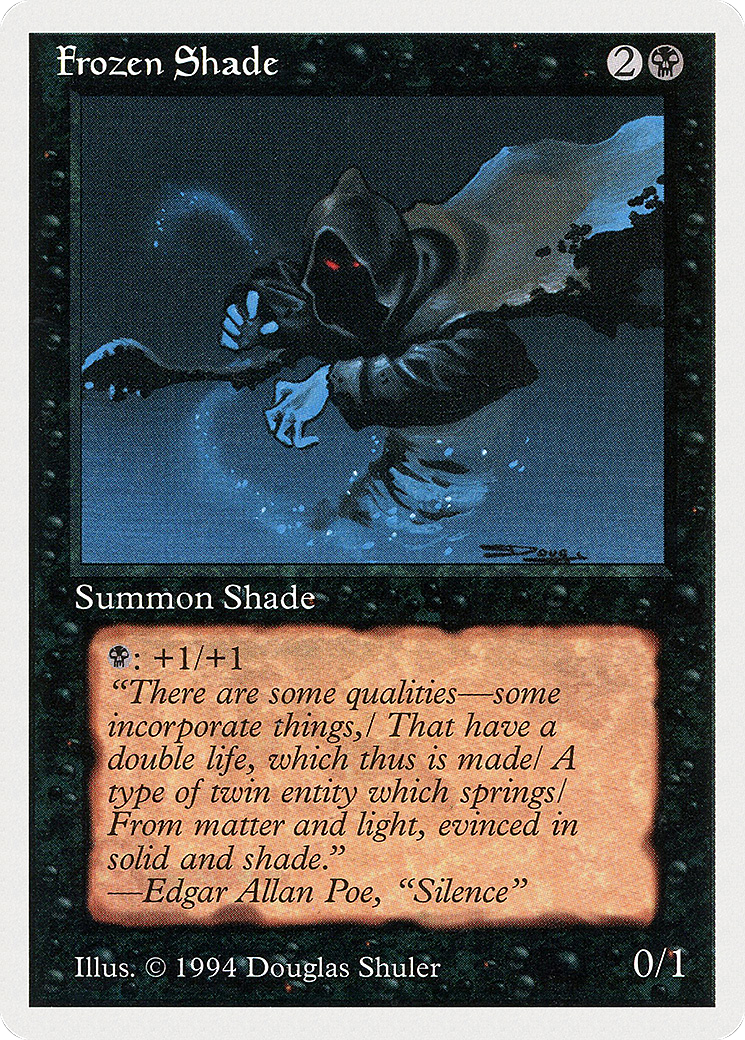 Frozen Shade 2
Doug
Summon Shade
: +1/+1
“There are some qualities—some
incorporate things,/ That have a
double life, which thus is made/ A
type of twin entity which springs/
From matter and light, evinced in
solid and shade.”
—Edgar Allan Poe, “Silence”
Illus. © 1994 Douglas Shuler 0/1